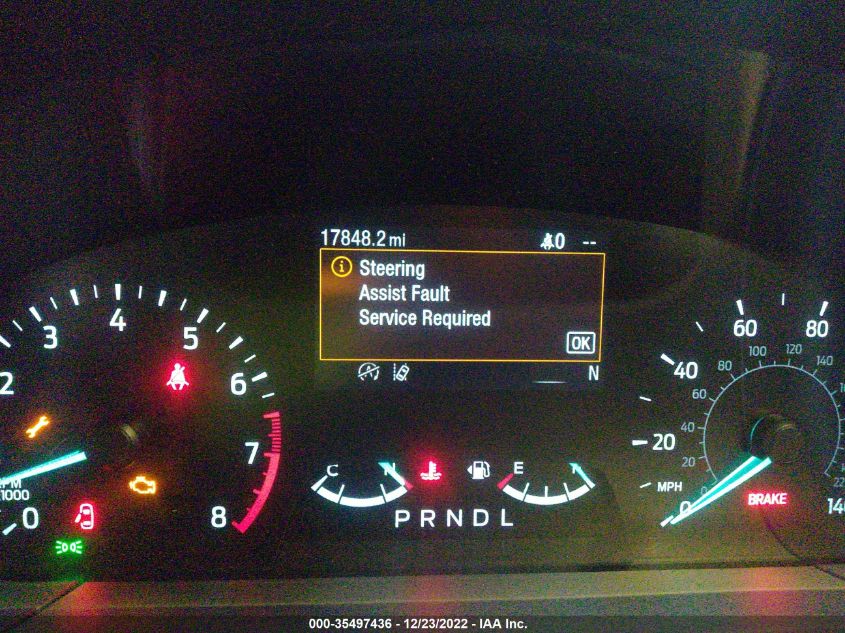 17848.2 mi 0 --
Steering
Assist Fault
Service Required
OK
N
2 3 4 5 6 7 8
x1000
0
C
E
P R N D L
0 20 40 60 80 140
20 40 60 80 100 120 140
MPH
BRAKE
000-35497436 - 12/23/2022 - IAA Inc.